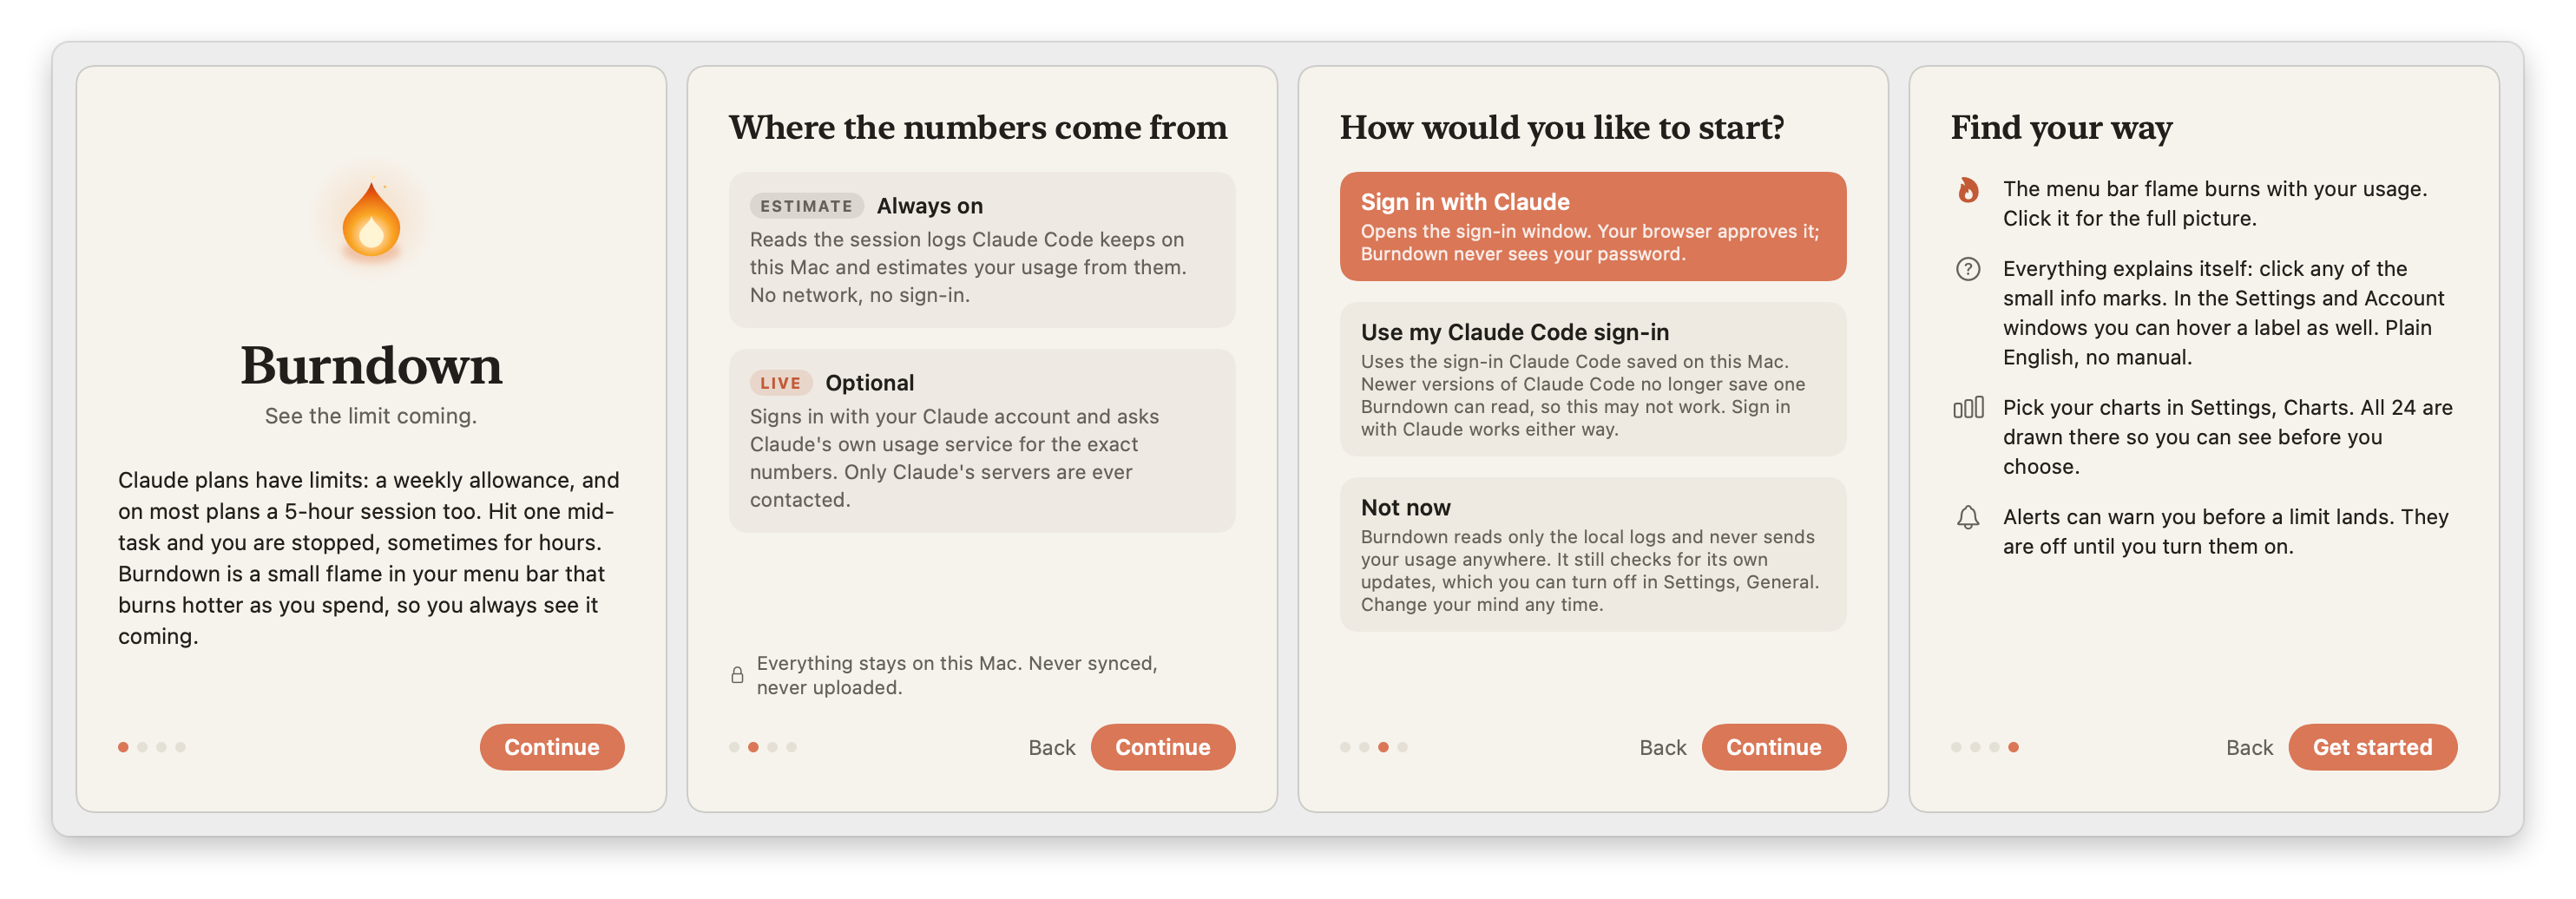 Burndown
See the limit coming.
Claude plans have limits: a weekly allowance, and
on most plans a 5-hour session too. Hit one mid-
task and you are stopped, sometimes for hours.
Burndown is a small flame in your menu bar that
burns hotter as you spend, so you always see it
coming.
Continue
Where the numbers come from
ESTIMATE Always on
Reads the session logs Claude Code keeps on
this Mac and estimates your usage from them.
No network, no sign-in.
LIVE Optional
Signs in with your Claude account and asks
Claude's own usage service for the exact
numbers. Only Claude's servers are ever
contacted.
Everything stays on this Mac. Never synced,
never uploaded.
Back Continue
How would you like to start?
Sign in with Claude
Opens the sign-in window. Your browser approves it;
Burndown never sees your password.
Use my Claude Code sign-in
Uses the sign-in Claude Code saved on this Mac.
Newer versions of Claude Code no longer save one
Burndown can read, so this may not work. Sign in
with Claude works either way.
Not now
Burndown reads only the local logs and never sends
your usage anywhere. It still checks for its own
updates, which you can turn off in Settings, General.
Change your mind any time.
Back Continue
Find your way
The menu bar flame burns with your usage.
Click it for the full picture.
Everything explains itself: click any of the
small info marks. In the Settings and Account
windows you can hover a label as well. Plain
English, no manual.
Pick your charts in Settings, Charts. All 24 are
drawn there so you can see before you
choose.
Alerts can warn you before a limit lands. They
are off until you turn them on.
Back Get started